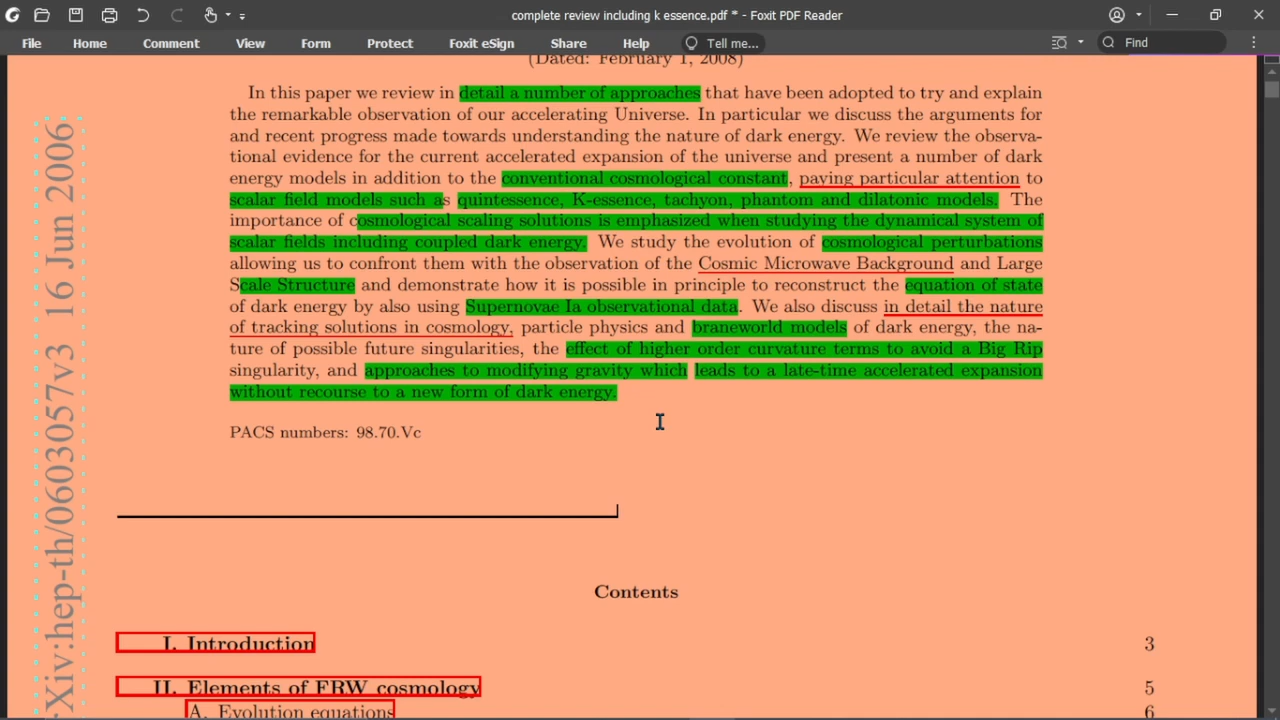 complete review including k essence.pdf * - Foxit PDF Reader
File Home Comment View Form Protect Foxit eSign Share Help Tell me... Find
(Dated: February 1, 2008)
In this paper we review in detail a number of approaches that have been adopted to try and explain
the remarkable observation of our accelerating Universe. In particular we discuss the arguments for
and recent progress made towards understanding the nature of dark energy. We review the observa-
tional evidence for the current accelerated expansion of the universe and present a number of dark
energy models in addition to the conventional cosmological constant, paying particular attention to
scalar field models such as quintessence, K-essence, tachyon, phantom and dilatonic models. The
importance of cosmological scaling solutions is emphasized when studying the dynamical system of
scalar fields including coupled dark energy. We study the evolution of cosmological perturbations
allowing us to confront them with the observation of the Cosmic Microwave Background and Large
Scale Structure and demonstrate how it is possible in principle to reconstruct the equation of state
of dark energy by also using Supernovae Ia observational data. We also discuss in detail the nature
of tracking solutions in cosmology, particle physics and braneworld models of dark energy, the na-
ture of possible future singularities, the effect of higher order curvature terms to avoid a Big Rip
singularity, and approaches to modifying gravity which leads to a late-time accelerated expansion
without recourse to a new form of dark energy.
PACS numbers: 98.70.Vc
Xiv:hep-th/0603057v3 16 Jun 2006
Contents
I. Introduction 3
II. Elements of FRW cosmology 5
A. Evolution equations 6